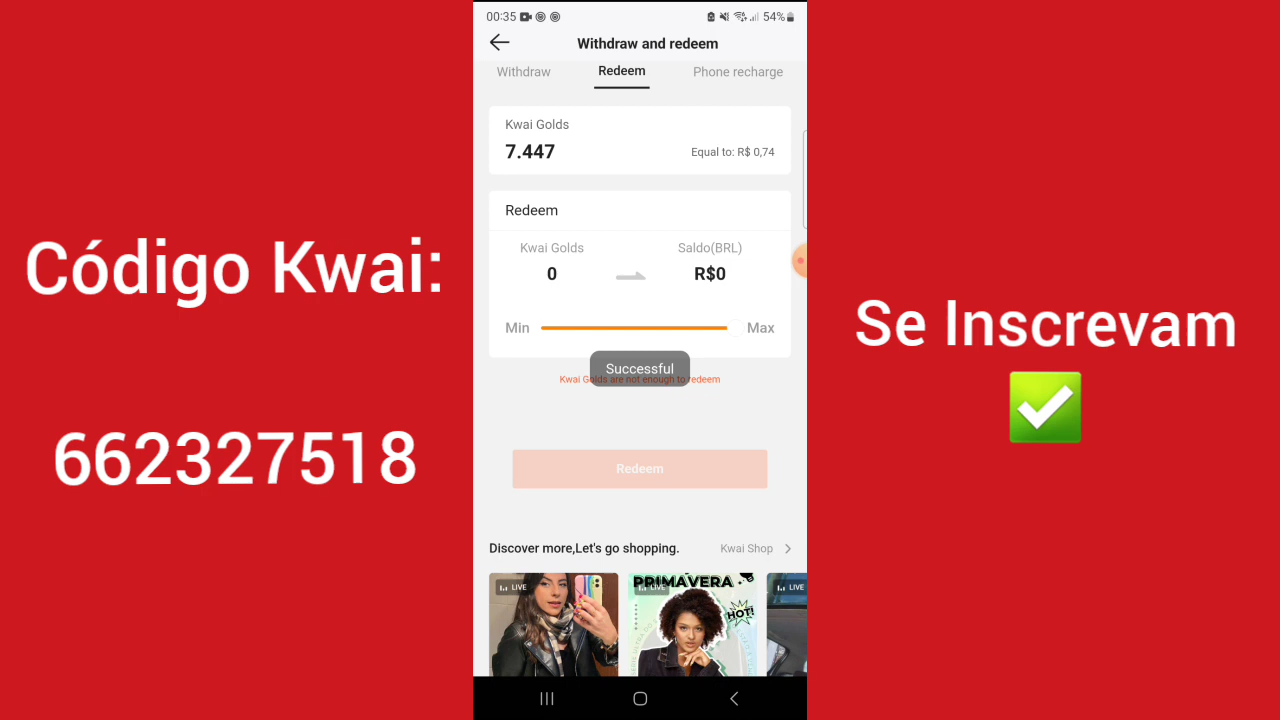 Código Kwai:
662327518
00:35
54%
Withdraw and redeem
Withdraw
Redeem
Phone recharge
Kwai Golds
7.447
Equal to: R$ 0,74
Redeem
Kwai Golds
Saldo(BRL)
0
R$0
Min
Max
Successful
Kwai Golds are not enough to redeem
Redeem
Discover more,Let's go shopping.
Kwai Shop
LIVE
PRIMAVERA
LIVE
HOT!
LIVE
Se Inscrevam